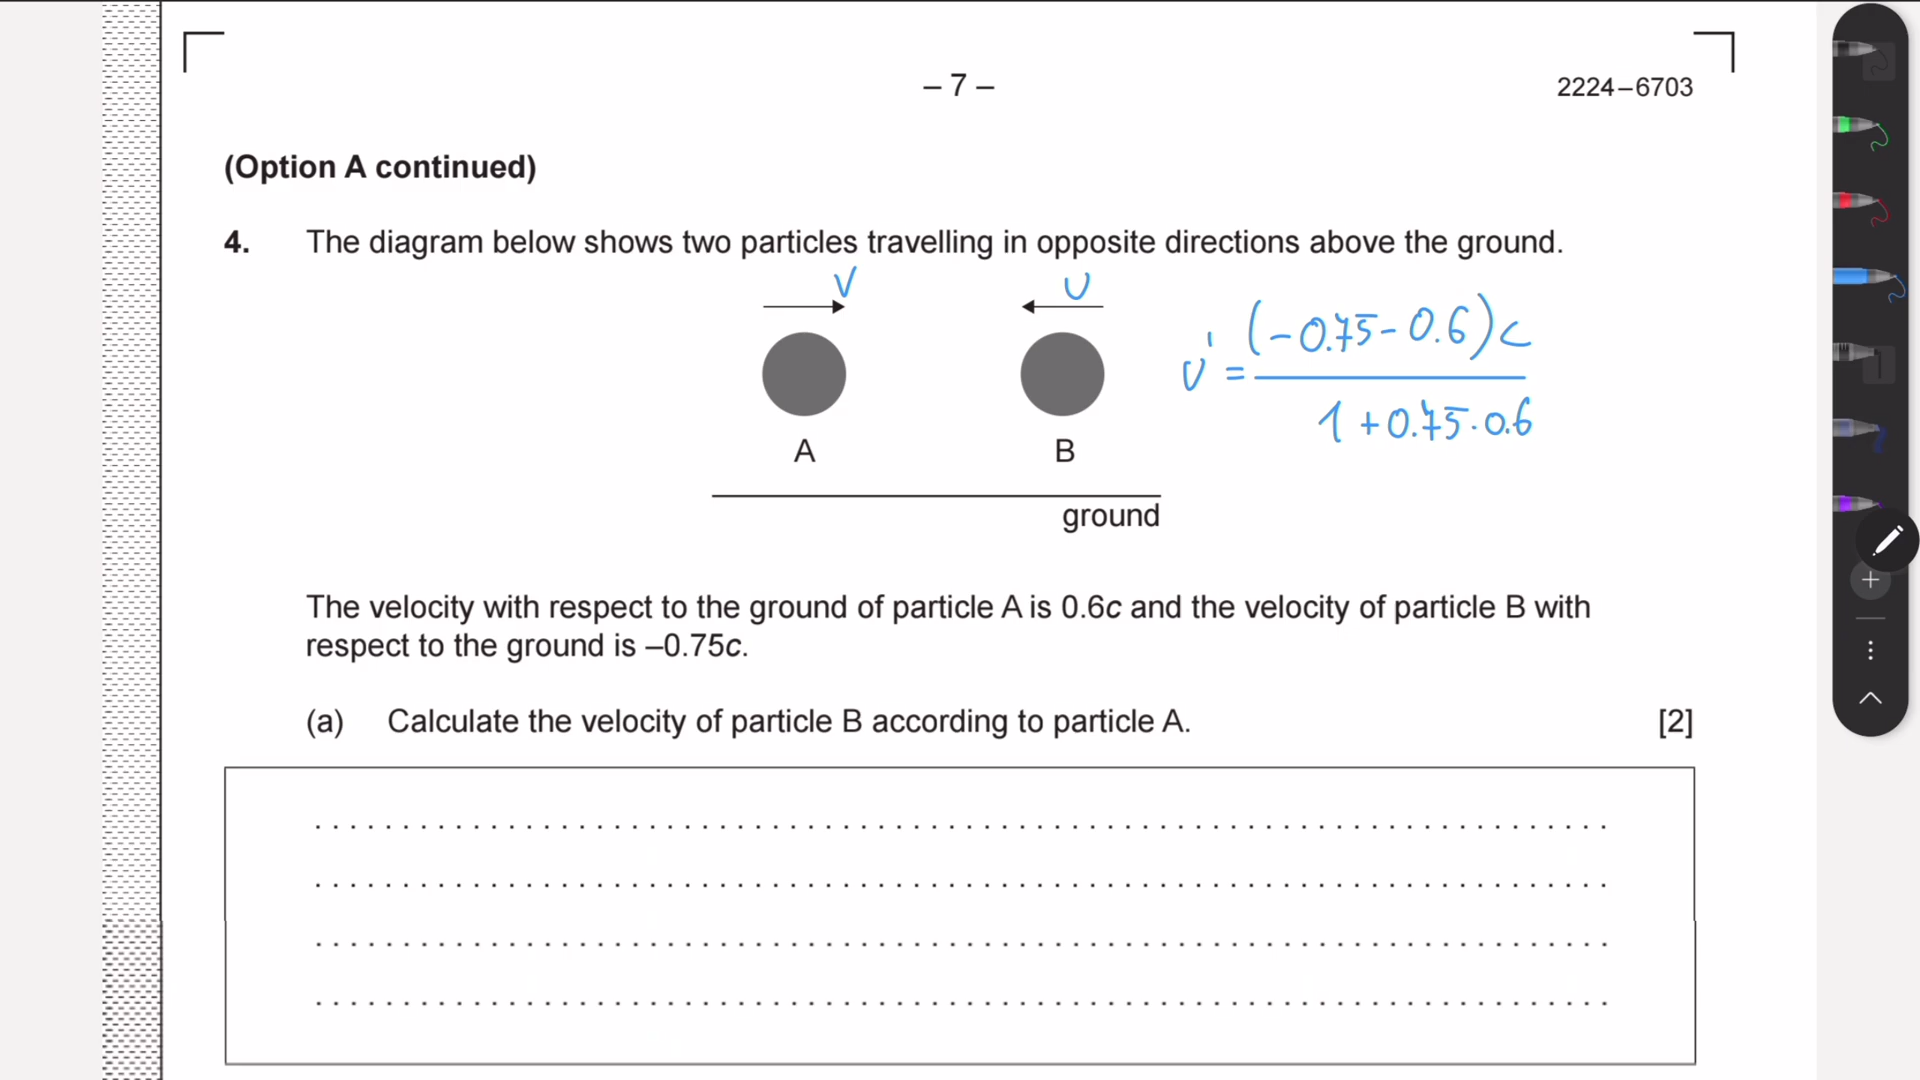 – 7 –
2224–6703
(Option A continued)
4. The diagram below shows two particles travelling in opposite directions above the ground.
v
u
A
B
ground
u' = (-0.75-0.6)c
1+0.75·0.6
The velocity with respect to the ground of particle A is 0.6c and the velocity of particle B with
respect to the ground is –0.75c.
(a) Calculate the velocity of particle B according to particle A. [2]